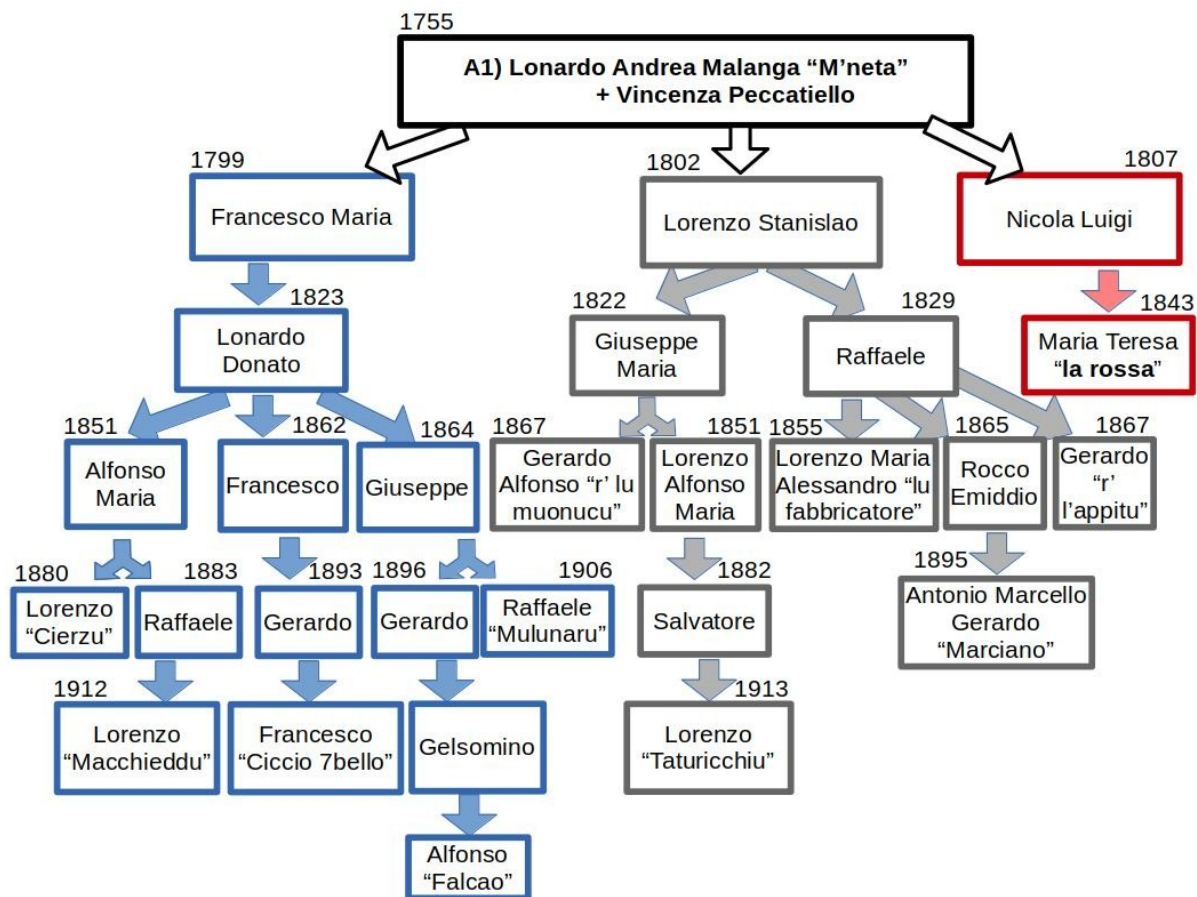 1755
A1) Lonardo Andrea Malanga “M’neta”
+ Vincenza Peccatiello
1799
Francesco Maria
1802
Lorenzo Stanislao
1807
Nicola Luigi
1823
Lonardo
Donato
1822
Giuseppe
Maria
1829
Raffaele
1843
Maria Teresa
“la rossa”
1851
Alfonso
Maria
1862
Francesco
1864
Giuseppe
1867
Gerardo
Alfonso “r’ lu
muonucu”
1851
Lorenzo
Alfonso
Maria
1855
Lorenzo Maria
Alessandro “lu
fabbricatore”
1865
Rocco
Emiddio
1867
Gerardo
“r’
l’appitu”
1880
Lorenzo
“Cierzu”
1883
Raffaele
1893
Gerardo
1896
Gerardo
1906
Raffaele
“Mulunaru”
1882
Salvatore
1895
Antonio Marcello
Gerardo
“Marciano”
1912
Lorenzo
“Macchieddu”
Francesco
“Ciccio 7bello”
Gelsomino
1913
Lorenzo
“Taturicchiu”
Alfonso
“Falcao”